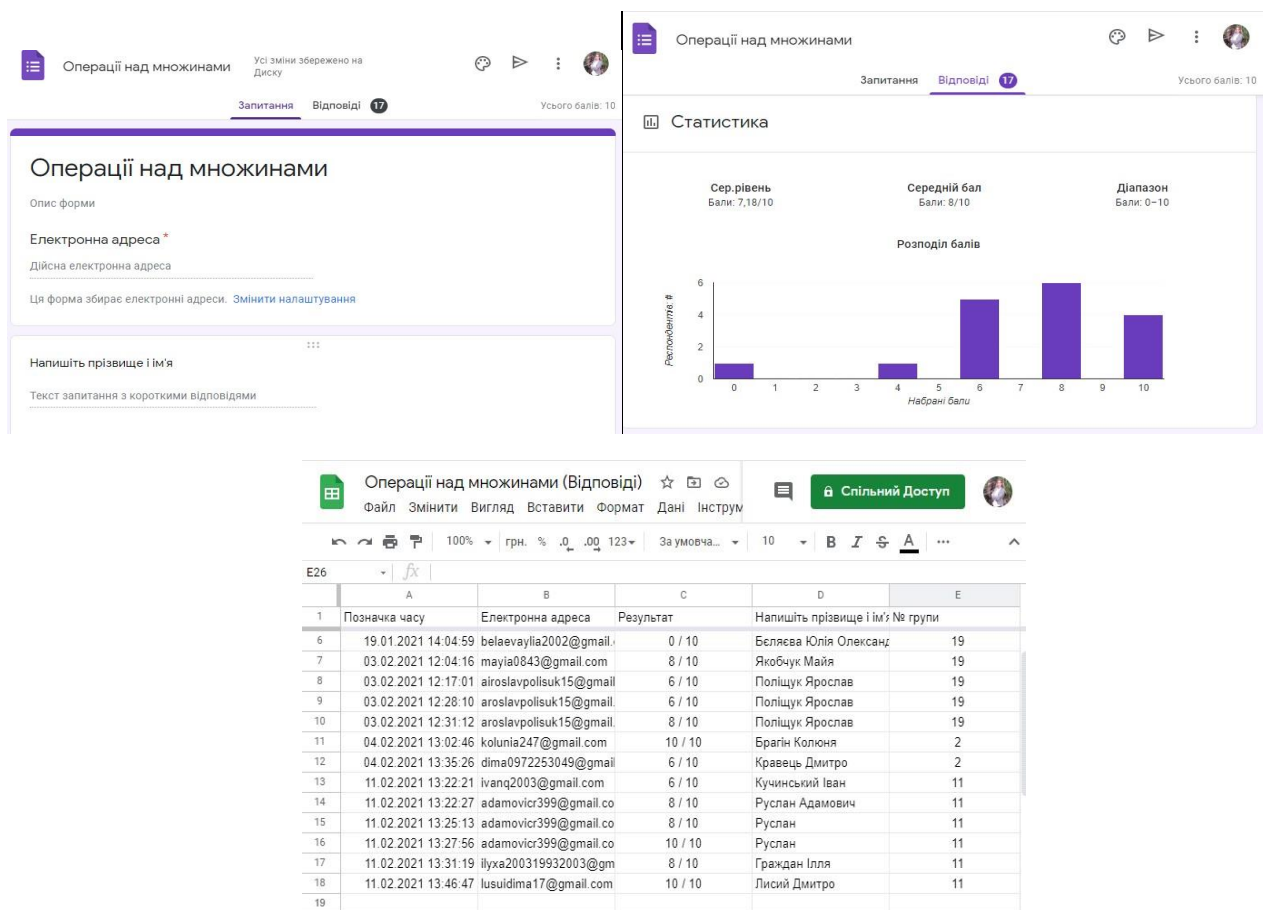 Операції над множинами
Усі зміни збережено на
Диску
Запитання Відповіді 17
Усього балів: 10
Операції над множинами
Опис форми
Електронна адреса *
Дійсна електронна адреса
Ця форма збирає електронні адреси. Змінити налаштування
Напишіть прізвище і ім'я
Текст запитання з короткими відповідями
Операції над множинами
Запитання Відповіді 17
Усього балів: 10
Статистика
Сер.рівень Середній бал Діапазон
Бали: 7,18/10 Бали: 8/10 Бали: 0–10
Розподіл балів
Респондентів: #
6
4
2
0
0 1 2 3 4 5 6 7 8 9 10
Набрані бали
Операції над множинами (Відповіді)
Спільний Доступ
Файл Змінити Вигляд Вставити Формат Дані Інструм
100% грн. % .0 .00 123 За умовча... 10 B I S A ...
E26 fx
A B C D E
1 Позначка часу Електронна адреса Результат Напишіть прізвище і ім'я № групи
6 19.01.2021 14:04:59 belaevaylia2002@gmail. 0 / 10 Бєляєва Юлія Олександ 19
7 03.02.2021 12:04:16 mayia0843@gmail.com 8 / 10 Якобчук Майя 19
8 03.02.2021 12:17:01 airoslavpolisuk15@gmail 6 / 10 Поліщук Ярослав 19
9 03.02.2021 12:28:10 aroslavpolisuk15@gmail. 6 / 10 Поліщук Ярослав 19
10 03.02.2021 12:31:12 aroslavpolisuk15@gmail. 8 / 10 Поліщук Ярослав 19
11 04.02.2021 13:02:46 kolunia247@gmail.com 10 / 10 Брагін Колюня 2
12 04.02.2021 13:35:26 dima0972253049@gmai 6 / 10 Кравець Дмитро 2
13 11.02.2021 13:22:21 ivanq2003@gmail.com 6 / 10 Кучинський Іван 11
14 11.02.2021 13:22:27 adamovicr399@gmail.co 8 / 10 Руслан Адамович 11
15 11.02.2021 13:25:13 adamovicr399@gmail.co 8 / 10 Руслан 11
16 11.02.2021 13:27:56 adamovicr399@gmail.co 10 / 10 Руслан 11
17 11.02.2021 13:31:19 ilyxa200319932003@gm 8 / 10 Граждан Ілля 11
18 11.02.2021 13:46:47 lusuidima17@gmail.com 10 / 10 Лисий Дмитро 11
19